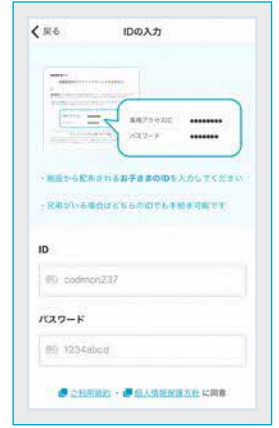 戻る
IDの入力
専用アクセスID ●●●●●●●●
パスワード ●●●●●●●
・施設から配布されるお子さまのIDを入力してください
・兄弟がいる場合はどちらのIDでも手続き可能です
ID
例) codmon237
パスワード
例) 1234abcd
ご利用規約・個人情報保護方針 に同意